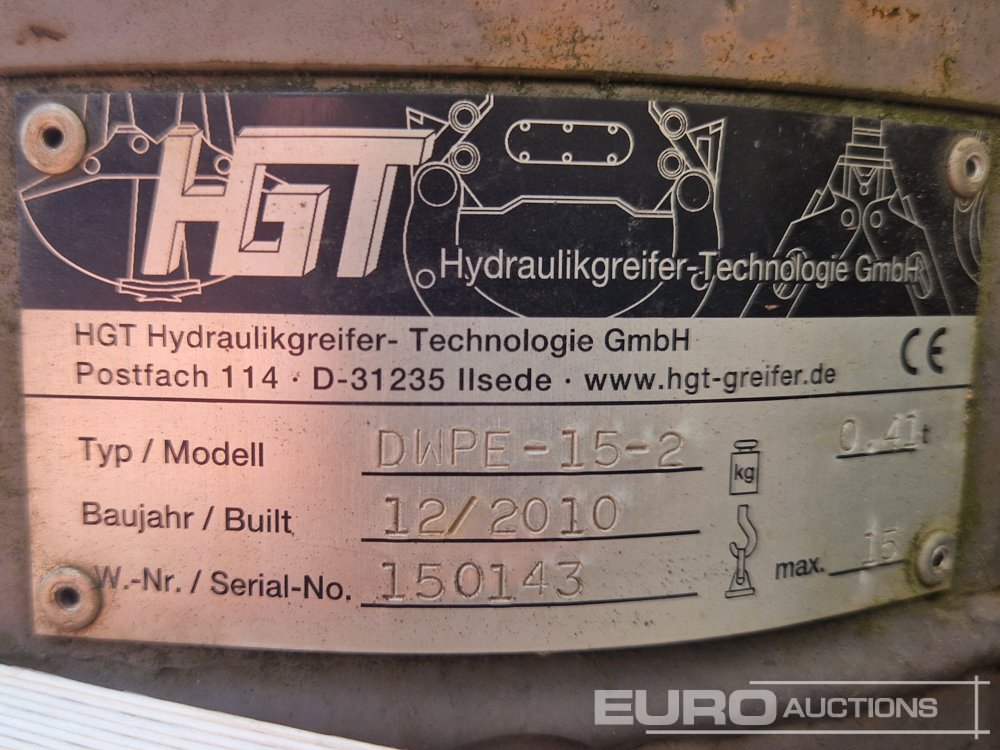 HGT
Hydraulikgreifer-Technologie GmbH
HGT Hydraulikgreifer- Technologie GmbH
Postfach 114 · D-31235 Ilsede · www.hgt-greifer.de
CE
Typ / Modell DWPE-15-2 kg 0.41t
Baujahr / Built 12/2010
W.-Nr. / Serial-No. 150143 max. 15
EURO AUCTIONS